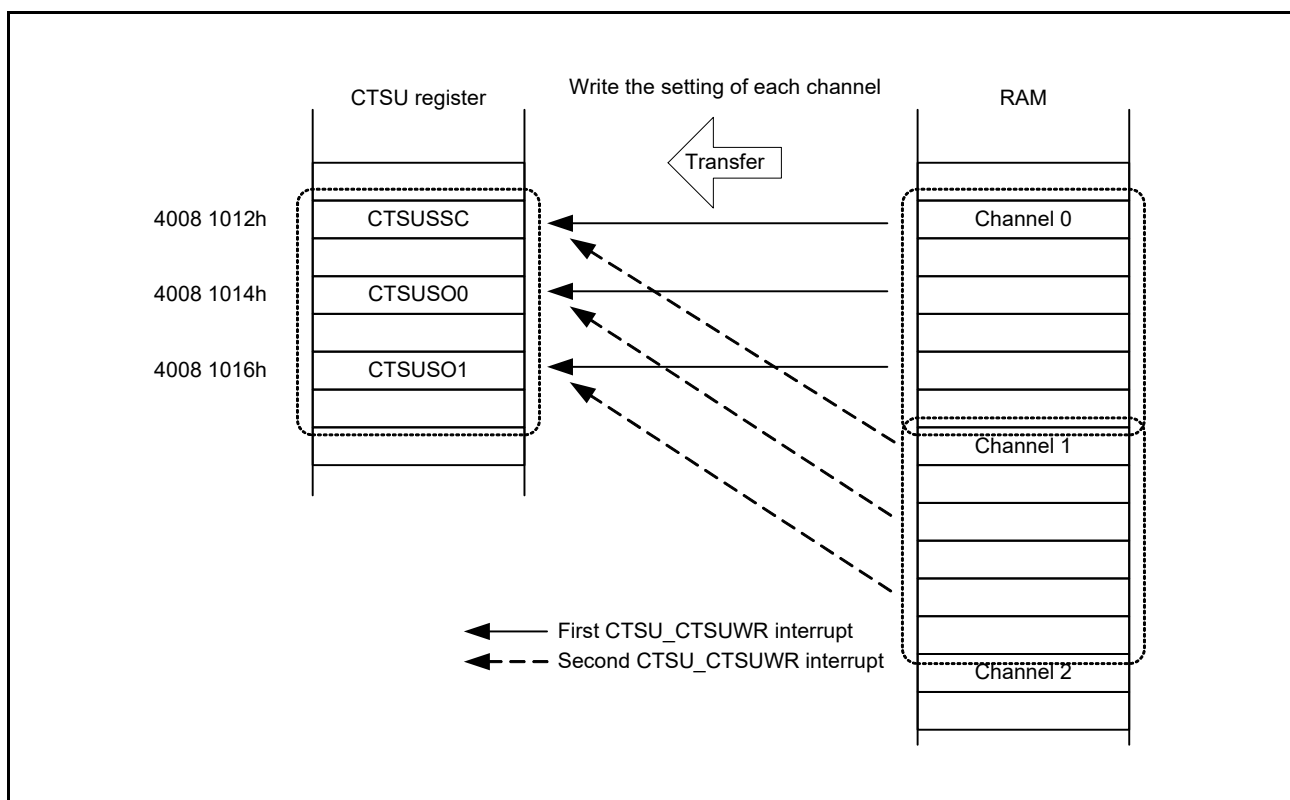 Write the setting of each channel
CTSU register
RAM
Transfer
4008 1012h
CTSUSSC
Channel 0
4008 1014h
CTSUSO0
4008 1016h
CTSUSO1
Channel 1
First CTSU_CTSUWR interrupt
Second CTSU_CTSUWR interrupt
Channel 2